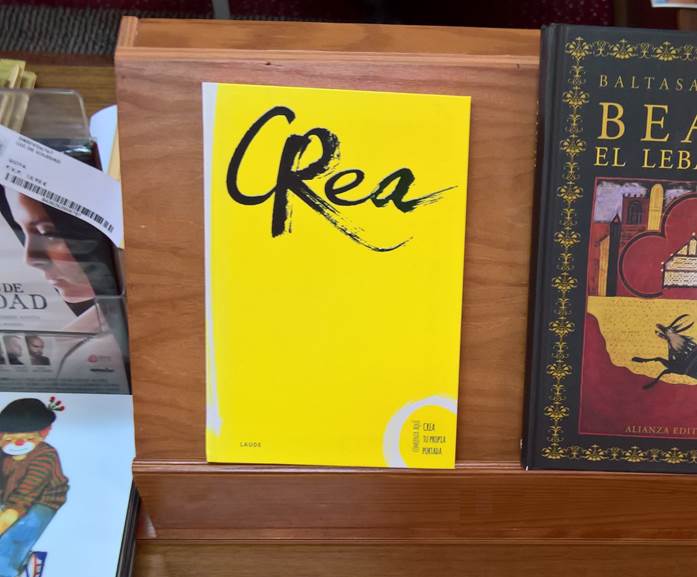 CRea
LAUDE
COMIENZA AQUÍ
CREA
TU PROPIA
PORTADA
BALTASA
BEA
EL LEBA
ALIANZA EDIT
DE
DAD